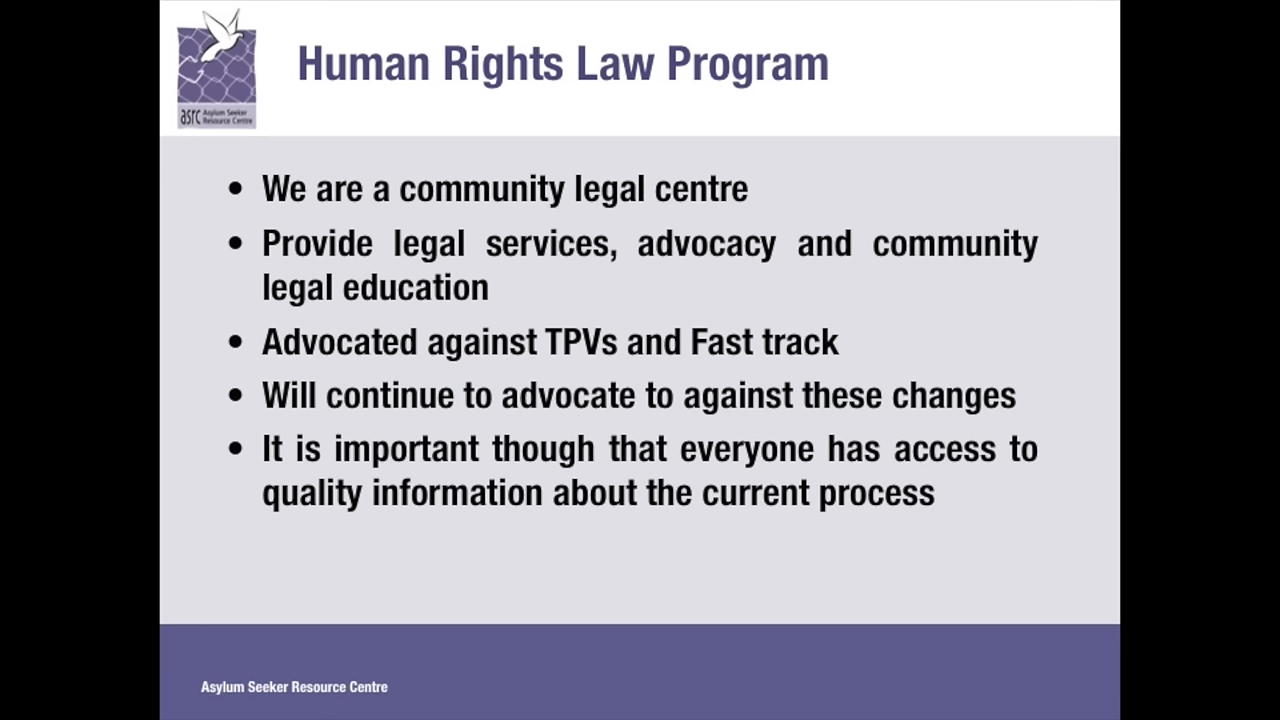 Human Rights Law Program
asrc Asylum Seeker
Resource Centre
• We are a community legal centre
• Provide legal services, advocacy and community
legal education
• Advocated against TPVs and Fast track
• Will continue to advocate to against these changes
• It is important though that everyone has access to
quality information about the current process
Asylum Seeker Resource Centre